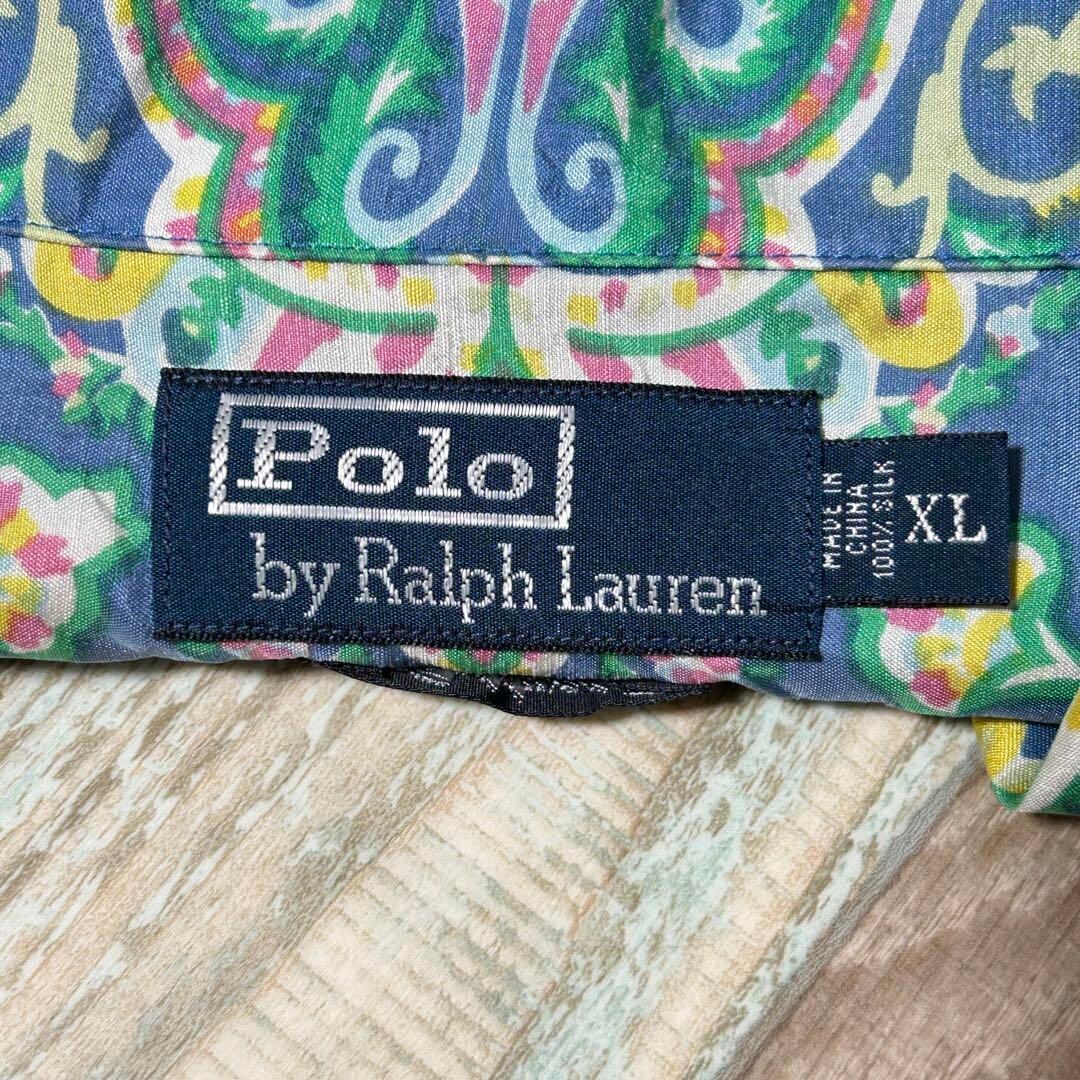 Polo
by Ralph Lauren
MADE IN
CHINA
100% SILK
XL